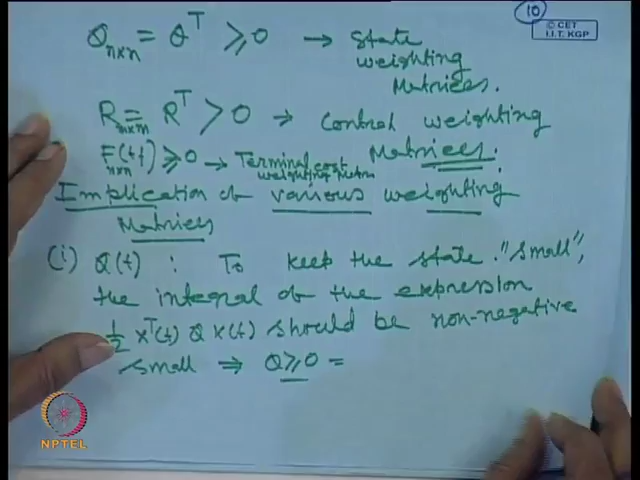 10
© CET
I.I.T. KGP
Q_{n×n} = Q^T ≥ 0 → State
weighting
Matrices.
R_{m×m} = R^T > 0 → Control weighting
Matrices.
F(t_f)_{n×n} ≥ 0 → Terminal cost
weighting Matrix
Implication of various weighting
Matrices
(i) Q(t) : To keep the state "small",
the integral of the expression
1/2 x^T(t) Q x(t) should be non-negative
small ⇒ Q ≥ 0 =
NPTEL